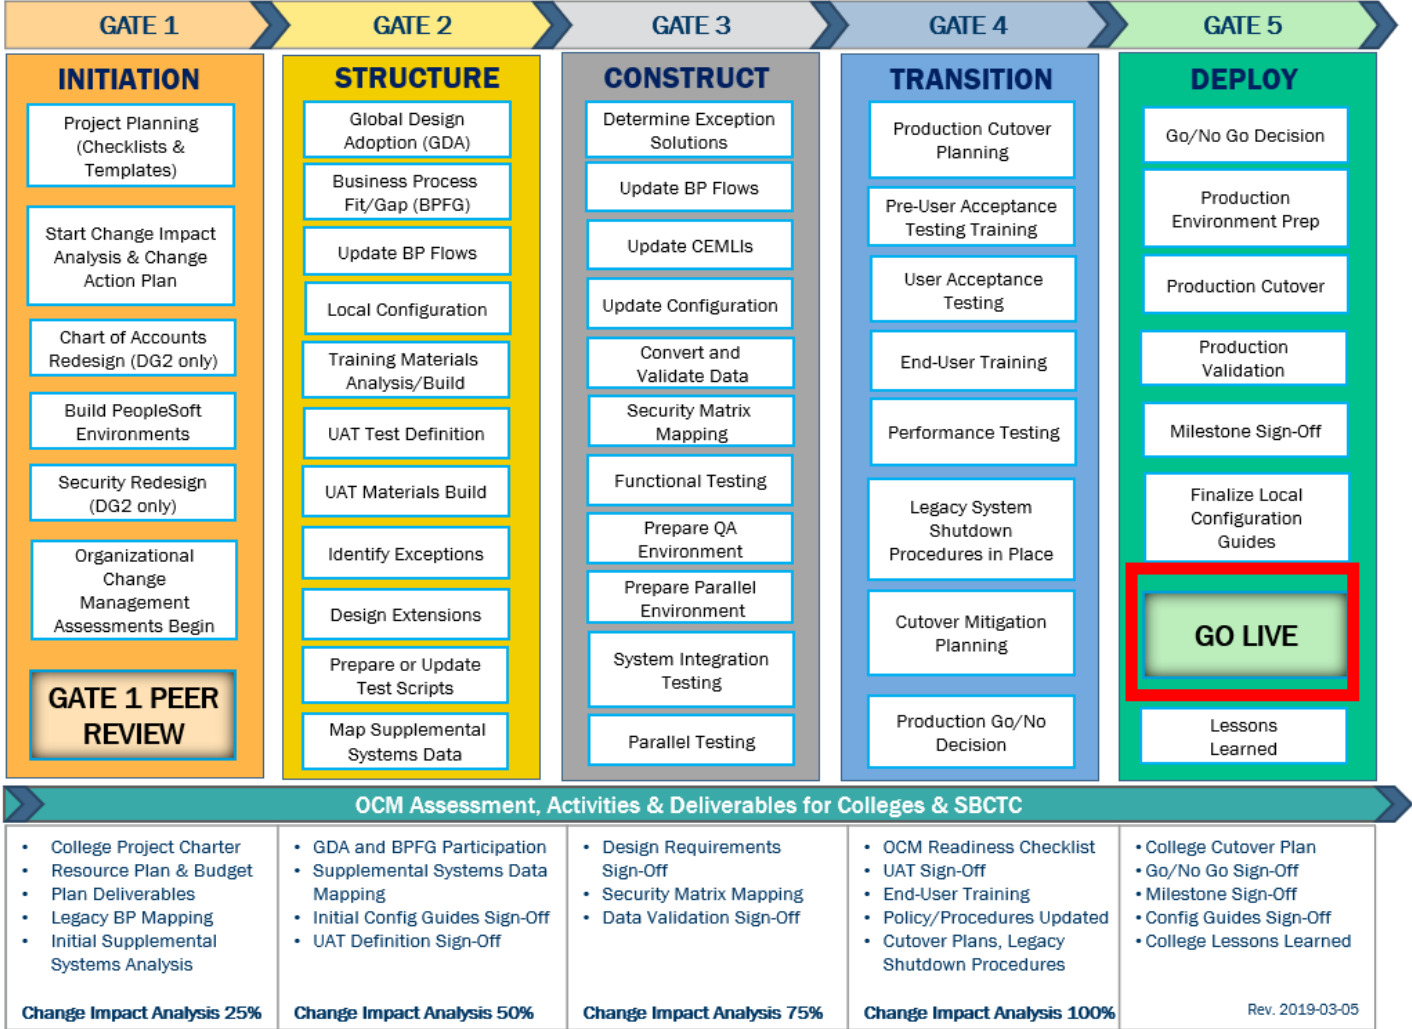 GATE 1
GATE 2
GATE 3
GATE 4
GATE 5
INITIATION
Project Planning
(Checklists &
Templates)
Start Change Impact
Analysis & Change
Action Plan
Chart of Accounts
Redesign (DG2 only)
Build PeopleSoft
Environments
Security Redesign
(DG2 only)
Organizational
Change
Management
Assessments Begin
GATE 1 PEER
REVIEW
STRUCTURE
Global Design
Adoption (GDA)
Business Process
Fit/Gap (BPFG)
Update BP Flows
Local Configuration
Training Materials
Analysis/Build
UAT Test Definition
UAT Materials Build
Identify Exceptions
Design Extensions
Prepare or Update
Test Scripts
Map Supplemental
Systems Data
CONSTRUCT
Determine Exception
Solutions
Update BP Flows
Update CEMLIs
Update Configuration
Convert and
Validate Data
Security Matrix
Mapping
Functional Testing
Prepare QA
Environment
Prepare Parallel
Environment
System Integration
Testing
Parallel Testing
TRANSITION
Production Cutover
Planning
Pre-User Acceptance
Testing Training
User Acceptance
Testing
End-User Training
Performance Testing
Legacy System
Shutdown
Procedures in Place
Cutover Mitigation
Planning
Production Go/No
Decision
DEPLOY
Go/No Go Decision
Production
Environment Prep
Production Cutover
Production
Validation
Milestone Sign-Off
Finalize Local
Configuration
Guides
GO LIVE
Lessons
Learned
OCM Assessment, Activities & Deliverables for Colleges & SBCTC
• College Project Charter
• Resource Plan & Budget
• Plan Deliverables
• Legacy BP Mapping
• Initial Supplemental
Systems Analysis
Change Impact Analysis 25%
• GDA and BPFG Participation
• Supplemental Systems Data
Mapping
• Initial Config Guides Sign-Off
• UAT Definition Sign-Off
Change Impact Analysis 50%
• Design Requirements
Sign-Off
• Security Matrix Mapping
• Data Validation Sign-Off
Change Impact Analysis 75%
• OCM Readiness Checklist
• UAT Sign-Off
• End-User Training
• Policy/Procedures Updated
• Cutover Plans, Legacy
Shutdown Procedures
Change Impact Analysis 100%
• College Cutover Plan
• Go/No Go Sign-Off
• Milestone Sign-Off
• Config Guides Sign-Off
• College Lessons Learned
Rev. 2019-03-05